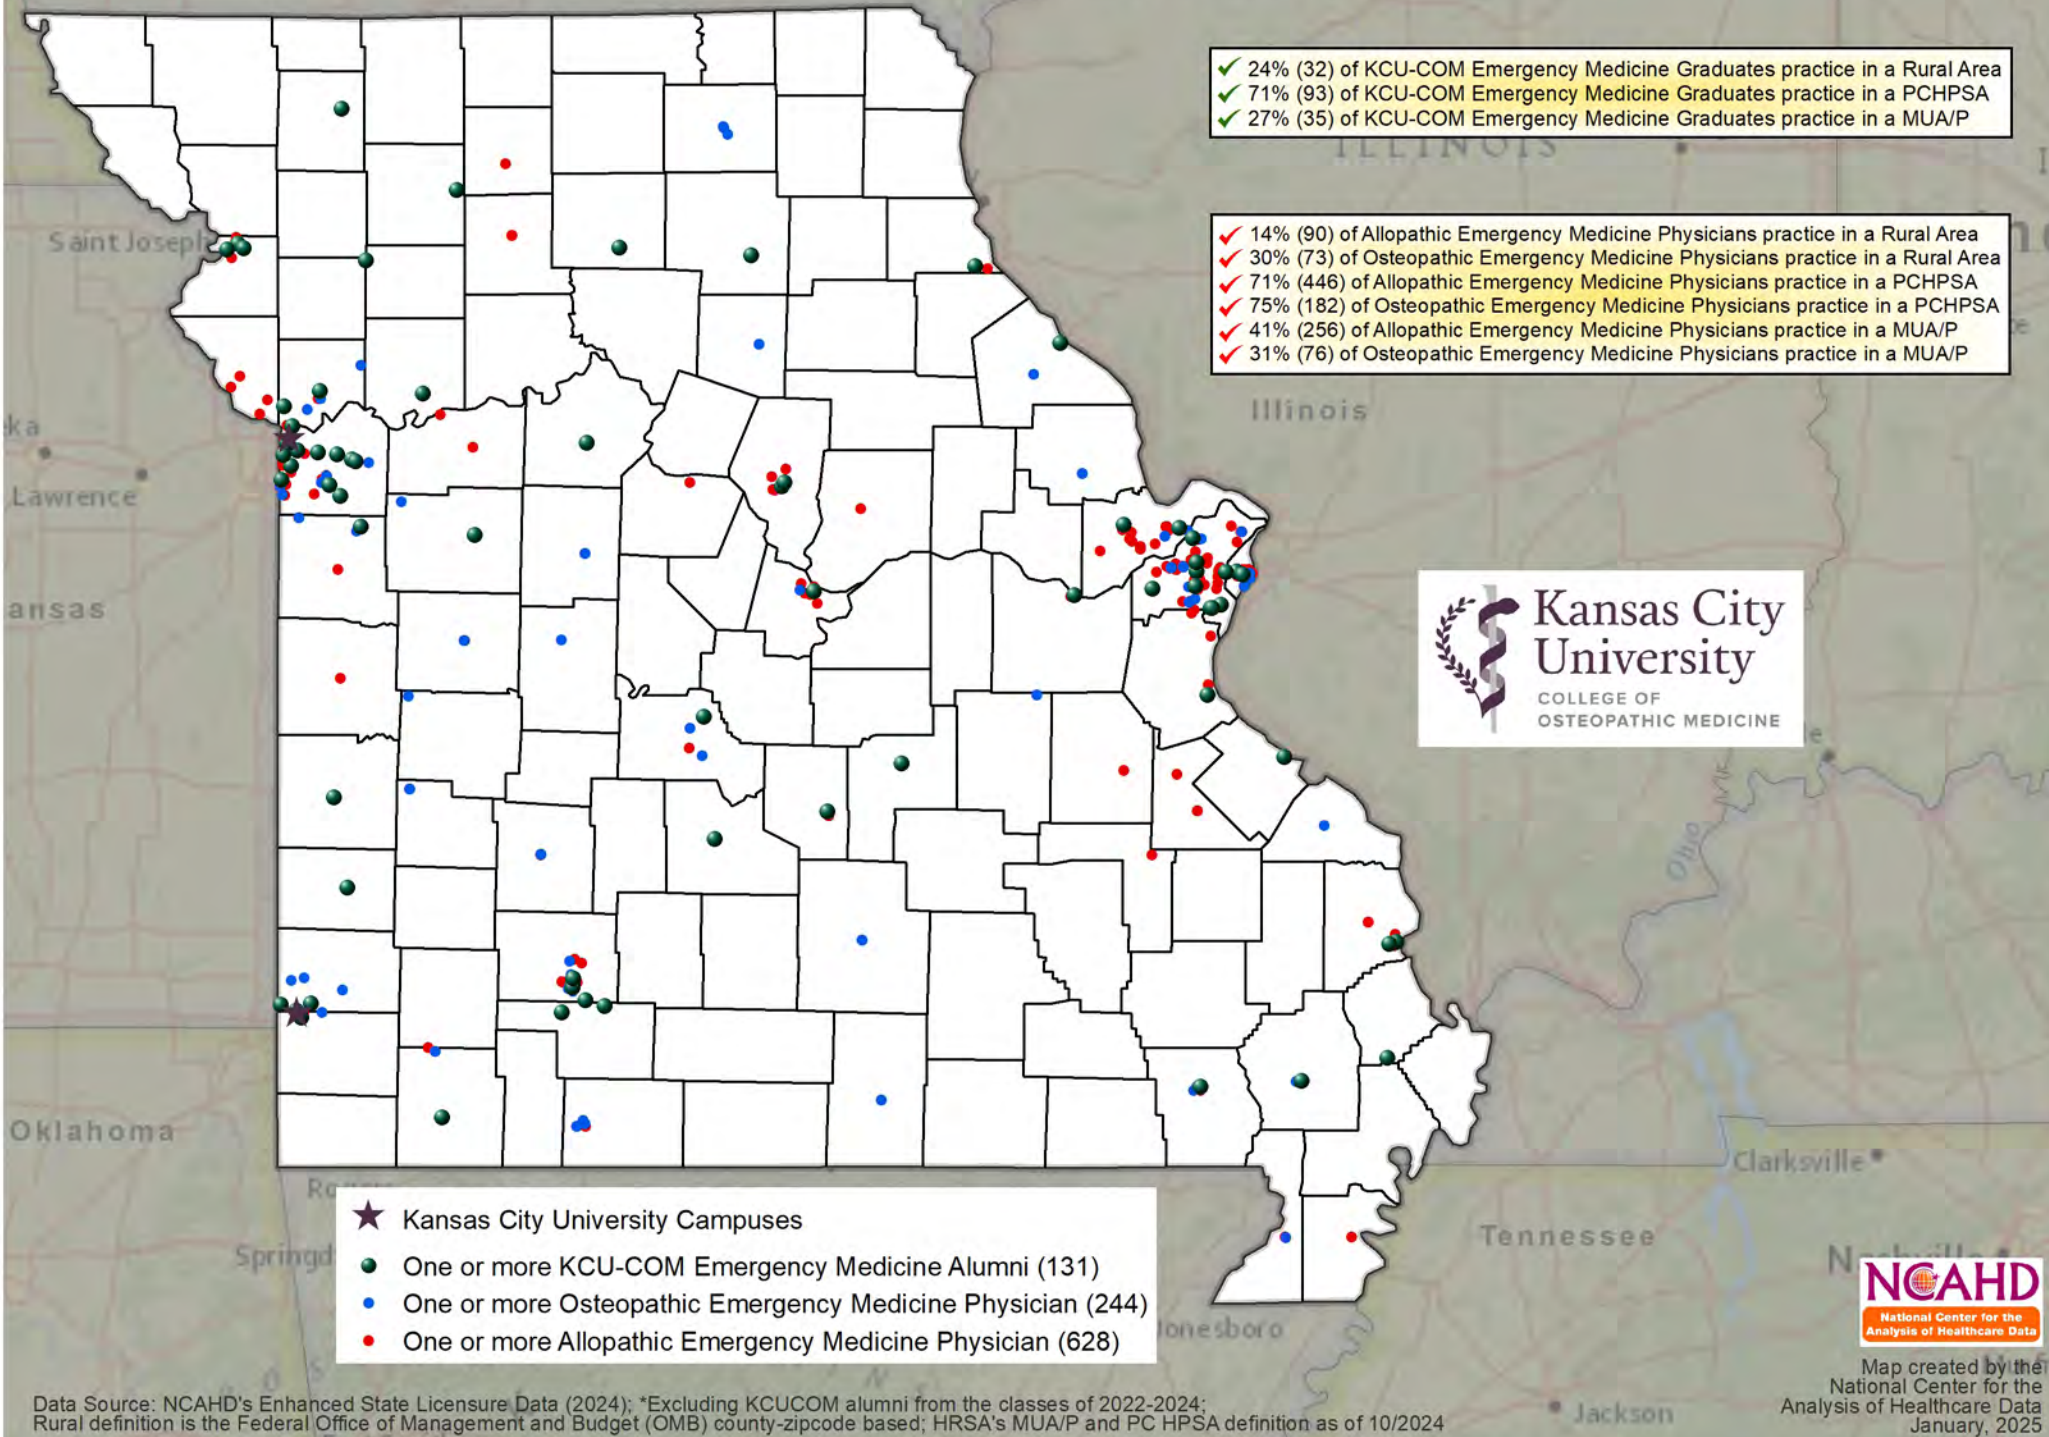 24% (32) of KCU-COM Emergency Medicine Graduates practice in a Rural Area
71% (93) of KCU-COM Emergency Medicine Graduates practice in a PCHPSA
27% (35) of KCU-COM Emergency Medicine Graduates practice in a MUA/P
ILLINOIS
14% (90) of Allopathic Emergency Medicine Physicians practice in a Rural Area
30% (73) of Osteopathic Emergency Medicine Physicians practice in a Rural Area
71% (446) of Allopathic Emergency Medicine Physicians practice in a PCHPSA
75% (182) of Osteopathic Emergency Medicine Physicians practice in a PCHPSA
41% (256) of Allopathic Emergency Medicine Physicians practice in a MUA/P
31% (76) of Osteopathic Emergency Medicine Physicians practice in a MUA/P
Saint Joseph
Illinois
eka
Lawrence
ansas
Kansas City
University
COLLEGE OF
OSTEOPATHIC MEDICINE
Ohio
Oklahoma
Clarksville
Tennessee
Nashville
Kansas City University Campuses
One or more KCU-COM Emergency Medicine Alumni (131)
One or more Osteopathic Emergency Medicine Physician (244)
One or more Allopathic Emergency Medicine Physician (628)
Springd
Jonesboro
NCAHD
National Center for the
Analysis of Healthcare Data
Map created by the
National Center for the
Analysis of Healthcare Data
January, 2025
Jackson
Data Source: NCAHD's Enhanced State Licensure Data (2024); *Excluding KCUCOM alumni from the classes of 2022-2024;
Rural definition is the Federal Office of Management and Budget (OMB) county-zipcode based; HRSA's MUA/P and PC HPSA definition as of 10/2024